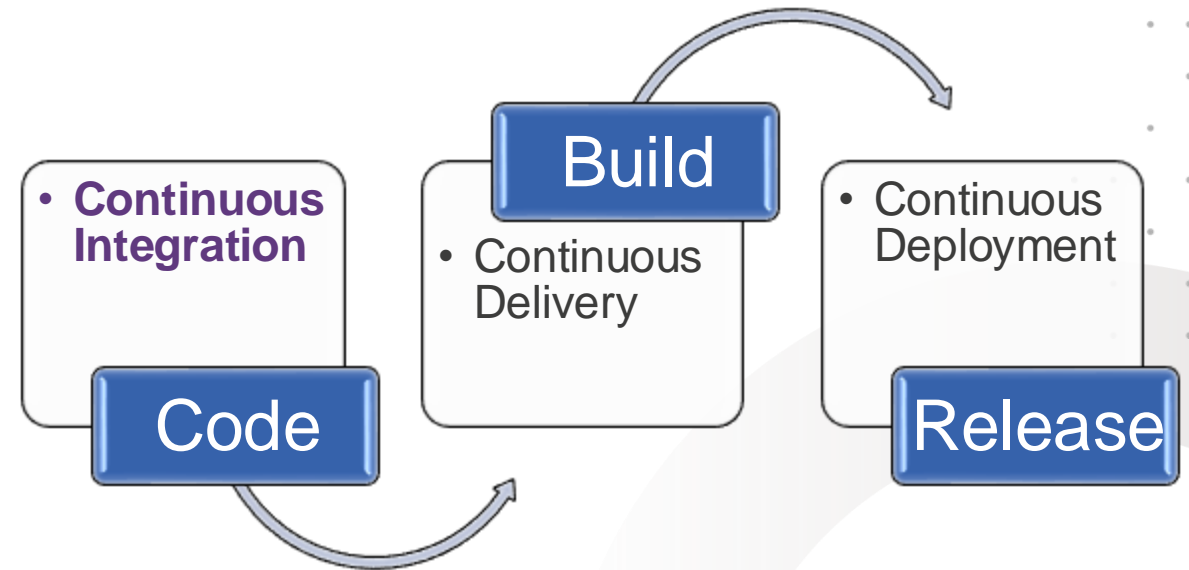 • Continuous
Integration
Code
Build
• Continuous
Delivery
• Continuous
Deployment
Release